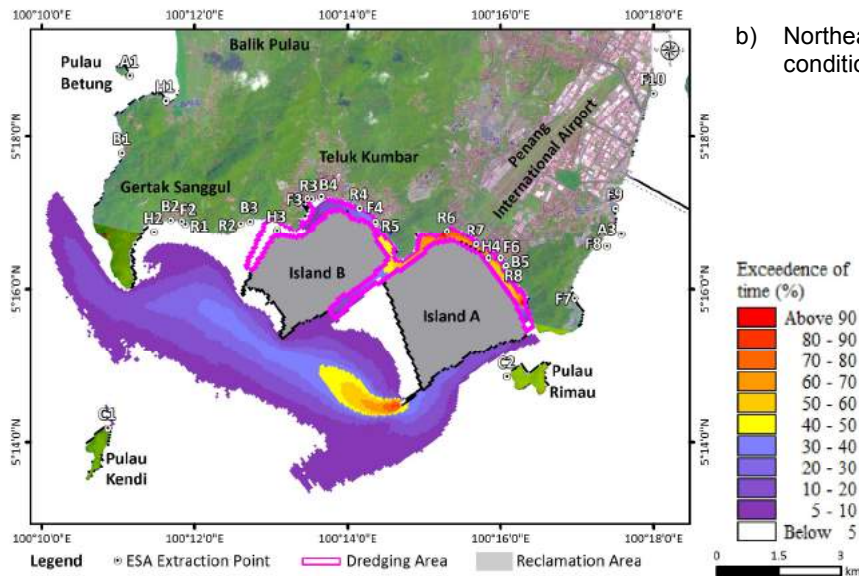 100°10'0"E 100°12'0"E 100°14'0"E 100°16'0"E 100°18'0"E
b) Northea
conditio
Balik Pulau
Pulau
Betung
A1
H1
F10
5°18'0"N
B1
Penang
International Airport
Teluk Kumbar
Gertak Sanggul
R3 B4
F3
R4
F4
B2 F2
B3
H2
R1
R2
H3
R5
R6
R7
H4 F6
B5
R8
F9
A3
F8
F7
5°16'0"N
Island B
Island A
C2
Pulau
Rimau
C1
5°14'0"N
Pulau
Kendi
Exceedence of
time (%)
Above 90
80 - 90
70 - 80
60 - 70
50 - 60
40 - 50
30 - 40
20 - 30
10 - 20
5 - 10
Below 5
100°10'0"E 100°12'0"E 100°14'0"E 100°16'0"E 100°18'0"E
0 1.5 3
km
Legend ESA Extraction Point Dredging Area Reclamation Area
5°18'0"N
5°16'0"N
5°14'0"N